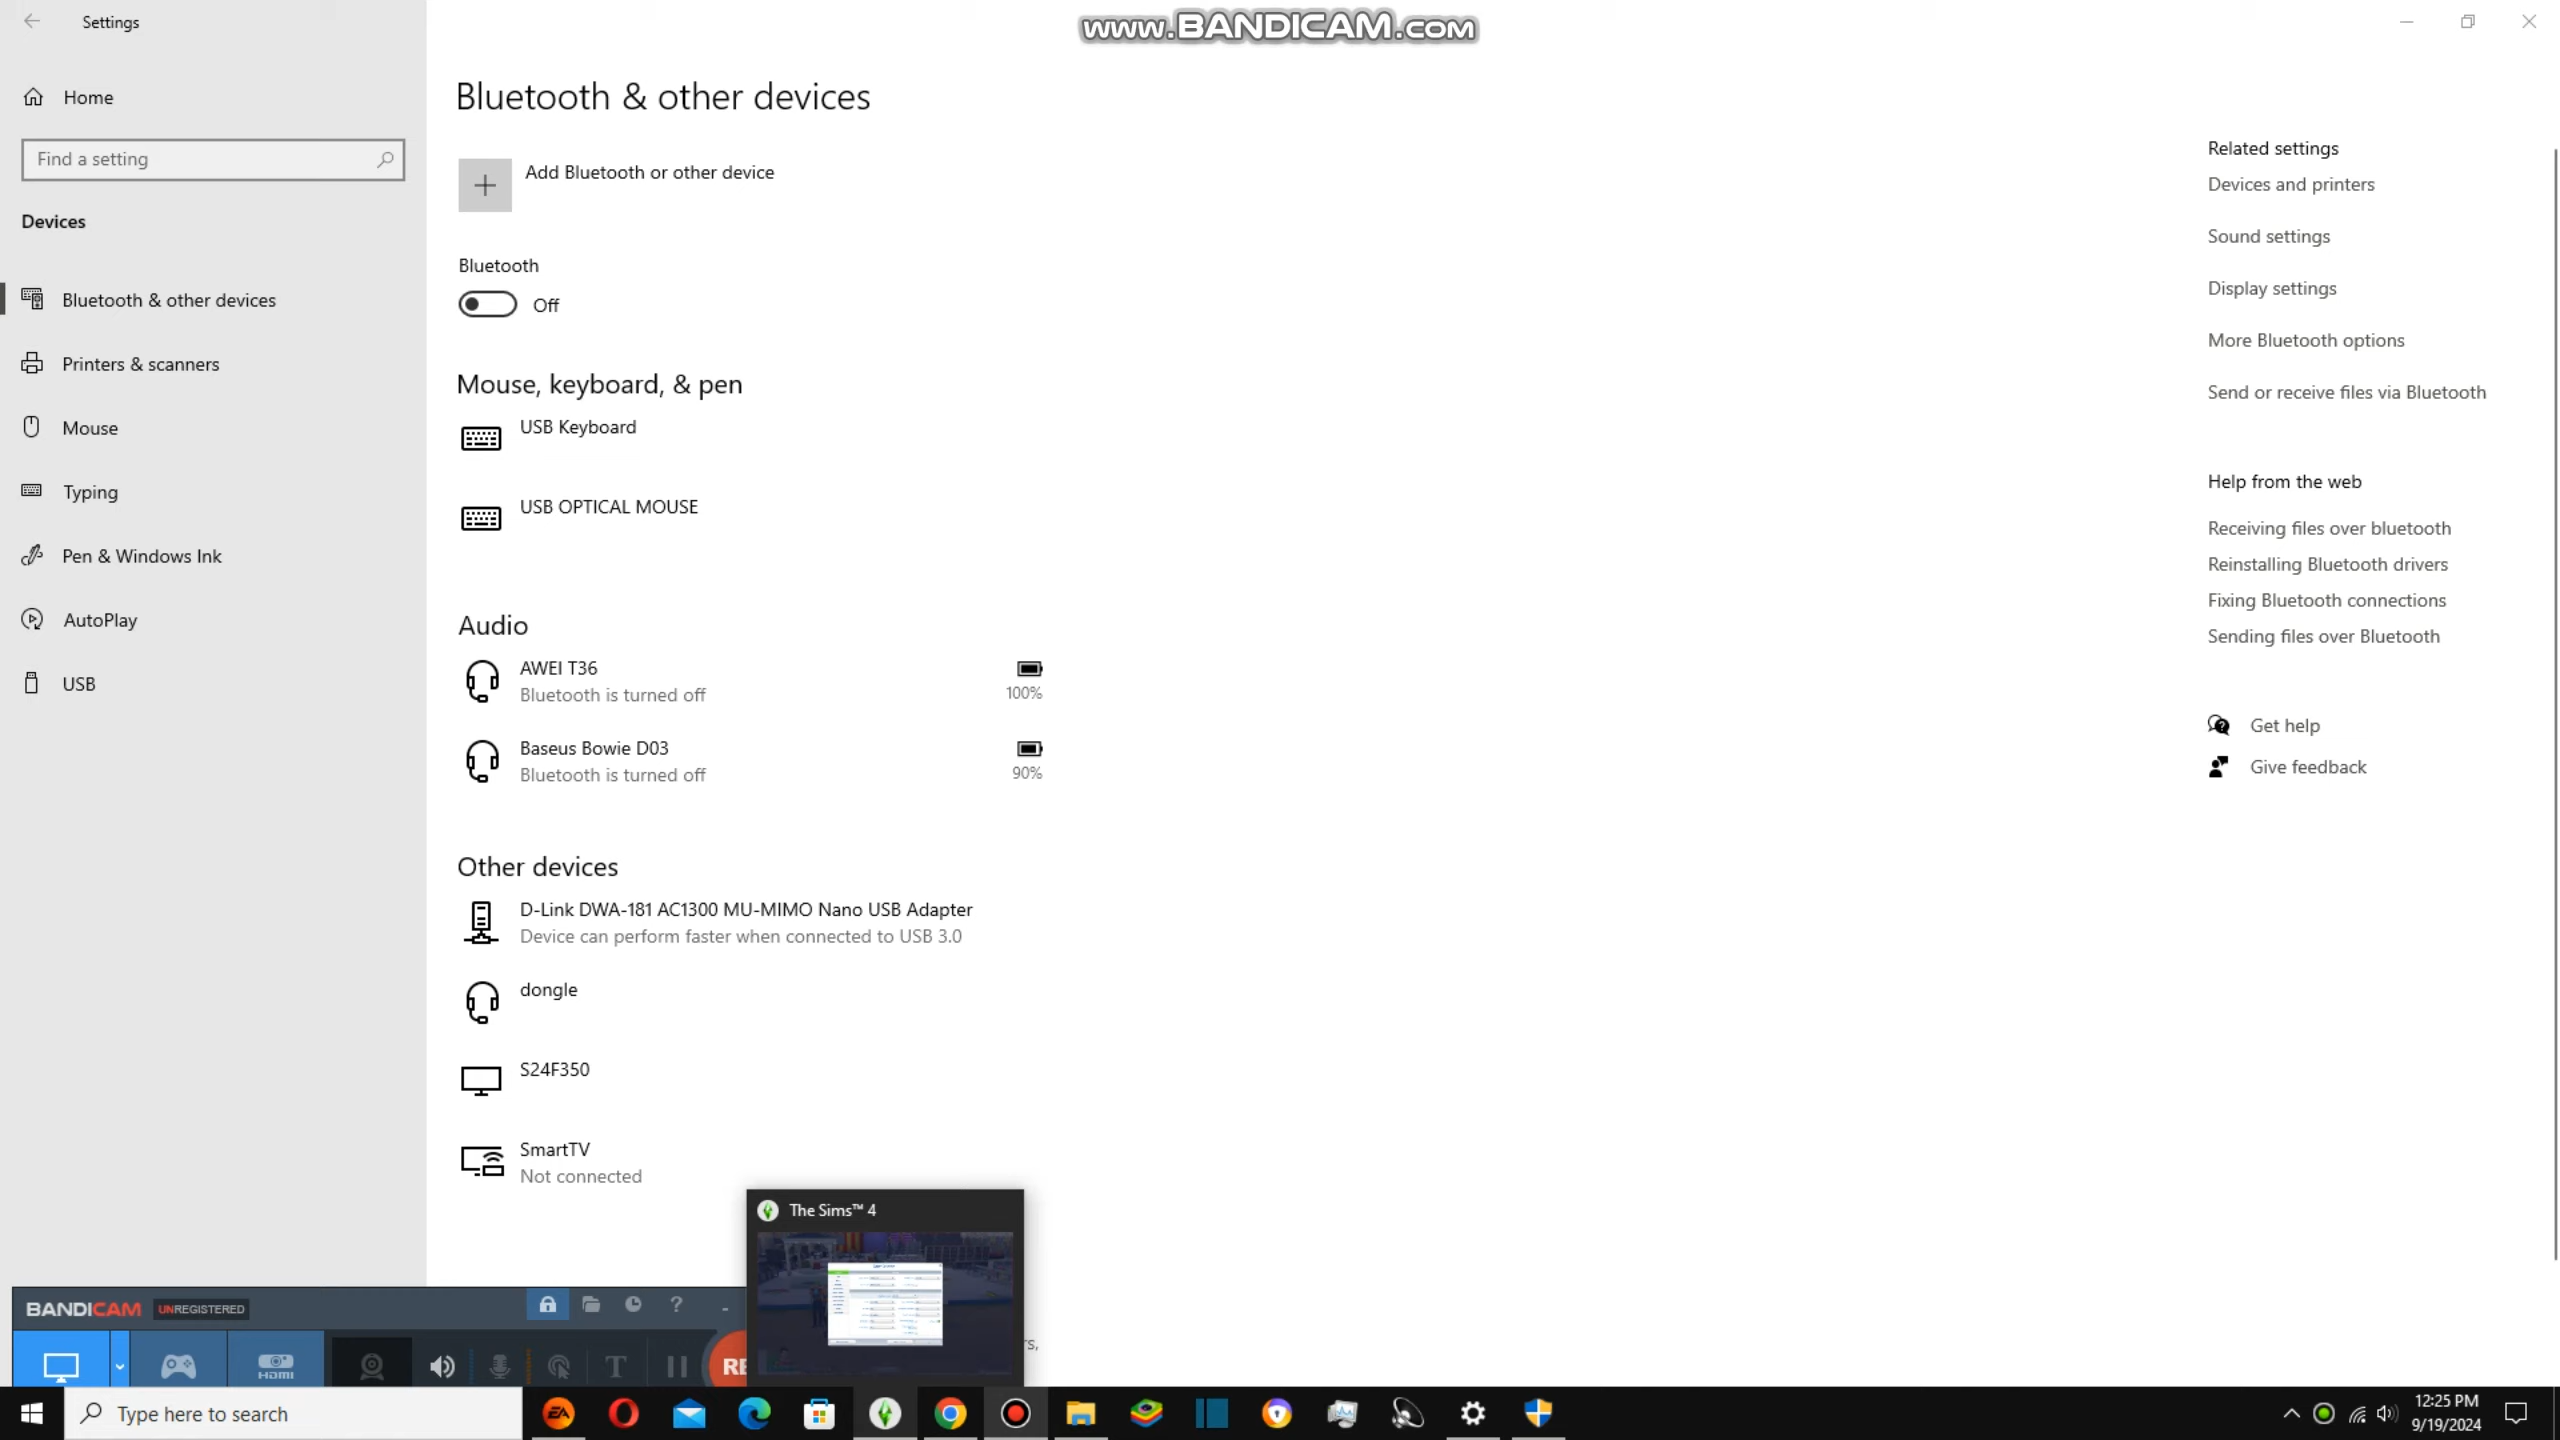 Settings
www.BANDICAM.com
Home
Find a setting
Devices
Bluetooth & other devices
Printers & scanners
Mouse
Typing
Pen & Windows Ink
AutoPlay
USB
Bluetooth & other devices
Add Bluetooth or other device
Bluetooth
Off
Mouse, keyboard, & pen
USB Keyboard
USB OPTICAL MOUSE
Audio
AWEI T36
Bluetooth is turned off
100%
Baseus Bowie D03
Bluetooth is turned off
90%
Other devices
D-Link DWA-181 AC1300 MU-MIMO Nano USB Adapter
Device can perform faster when connected to USB 3.0
dongle
S24F350
SmartTV
Not connected
Related settings
Devices and printers
Sound settings
Display settings
More Bluetooth options
Send or receive files via Bluetooth
Help from the web
Receiving files over bluetooth
Reinstalling Bluetooth drivers
Fixing Bluetooth connections
Sending files over Bluetooth
Get help
Give feedback
The Sims™ 4
BANDICAM UNREGISTERED
HDMI
RE
Type here to search
12:25 PM
9/19/2024